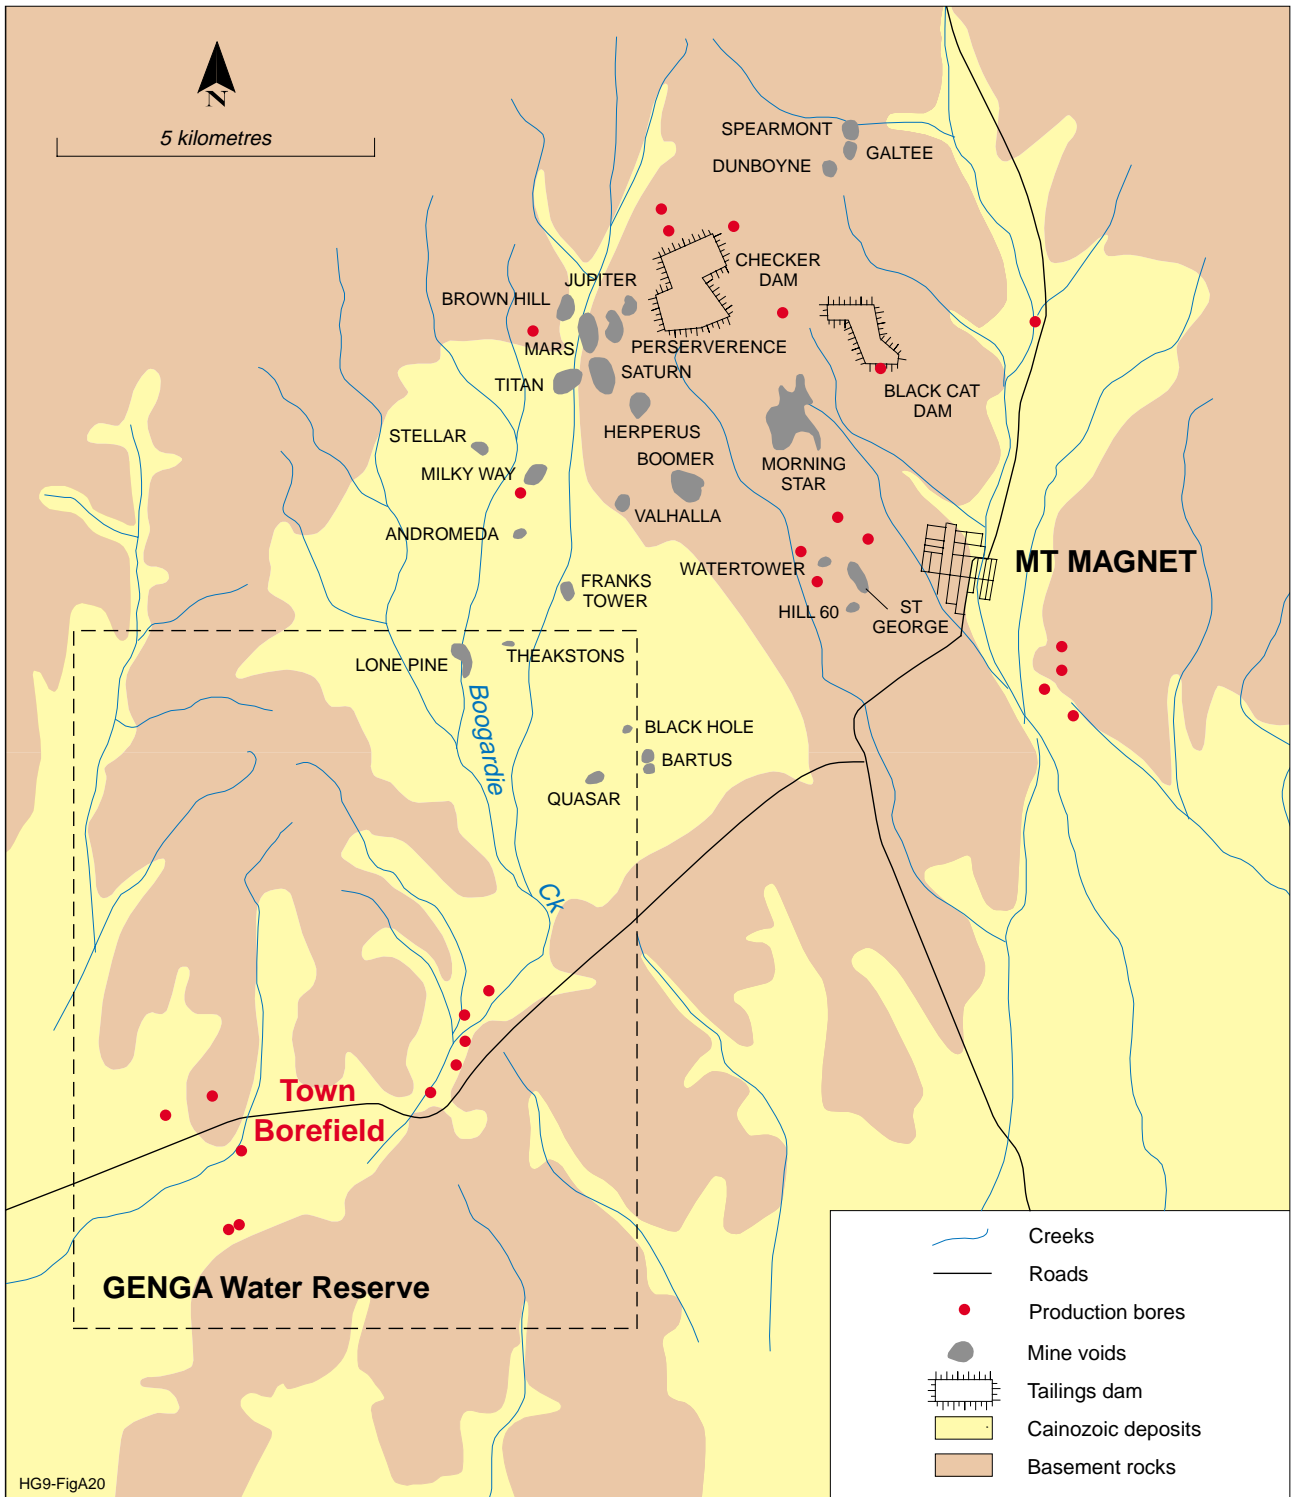 N
5 kilometres
SPEARMONT
GALTEE
DUNBOYNE
CHECKER
DAM
JUPITER
BROWN HILL
MARS
PERSERVERENCE
TITAN
SATURN
BLACK CAT
DAM
HERPERUS
STELLAR
BOOMER
MORNING
STAR
MILKY WAY
VALHALLA
ANDROMEDA
MT MAGNET
WATERTOWER
FRANKS
TOWER
HILL 60
ST
GEORGE
THEAKSTONS
LONE PINE
Boogardie
Ck
BLACK HOLE
BARTUS
QUASAR
Town
Borefield
GENGA Water Reserve
Creeks
Roads
Production bores
Mine voids
Tailings dam
Cainozoic deposits
Basement rocks
HG9-FigA20